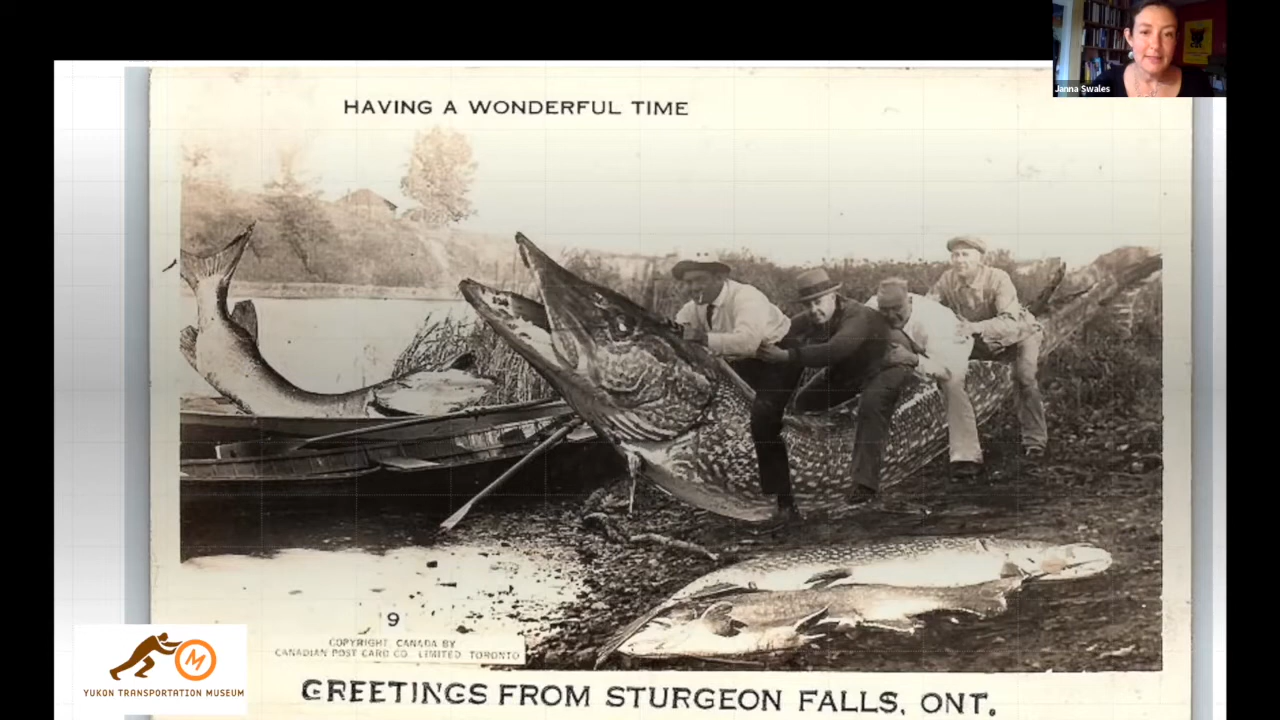 Janna Swales
HAVING A WONDERFUL TIME
9
COPYRIGHT CANADA BY
CANADIAN POST CARD CO. LIMITED TORONTO
M
YUKON TRANSPORTATION MUSEUM
GREETINGS FROM STURGEON FALLS, ONT.